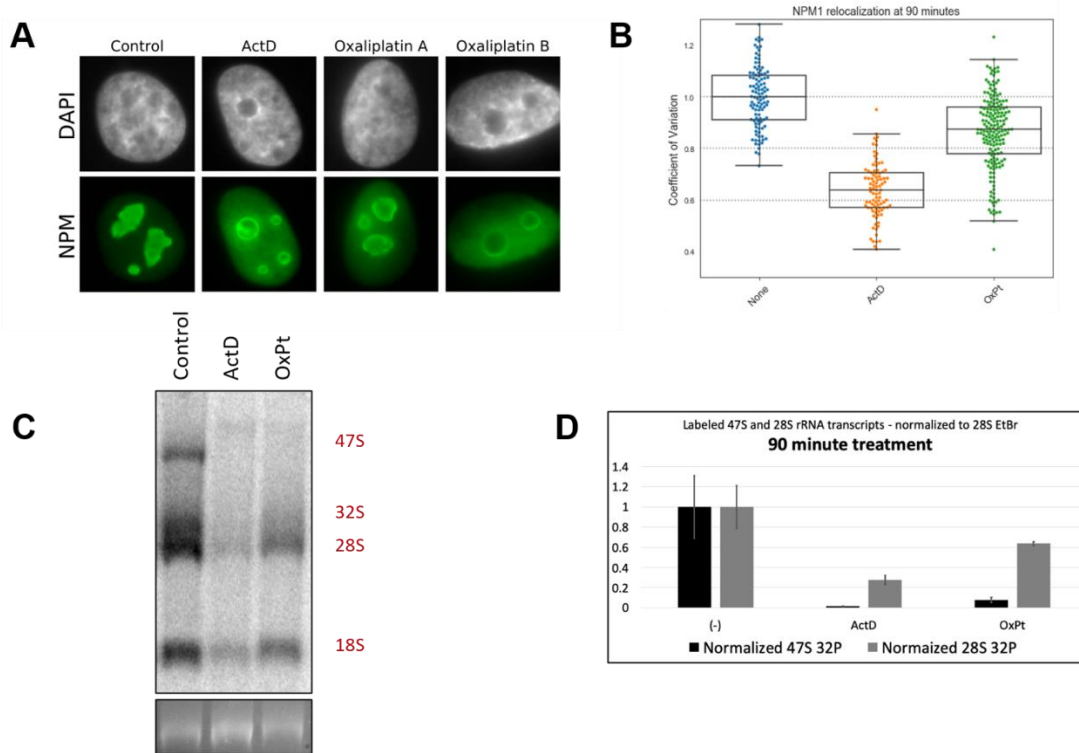 A
Control ActD Oxaliplatin A Oxaliplatin B
DAPI
NPM
B
NPM1 relocalization at 90 minutes
Coefficient of Variation
1.2
1.0
0.8
0.6
0.4
None ActD OxPt
C
Control ActD OxPt
47S
32S
28S
18S
D
Labeled 47S and 28S rRNA transcripts - normalized to 28S EtBr
90 minute treatment
1.4
1.2
1
0.8
0.6
0.4
0.2
0
(-) ActD OxPt
Normalized 47S 32P Normaized 28S 32P